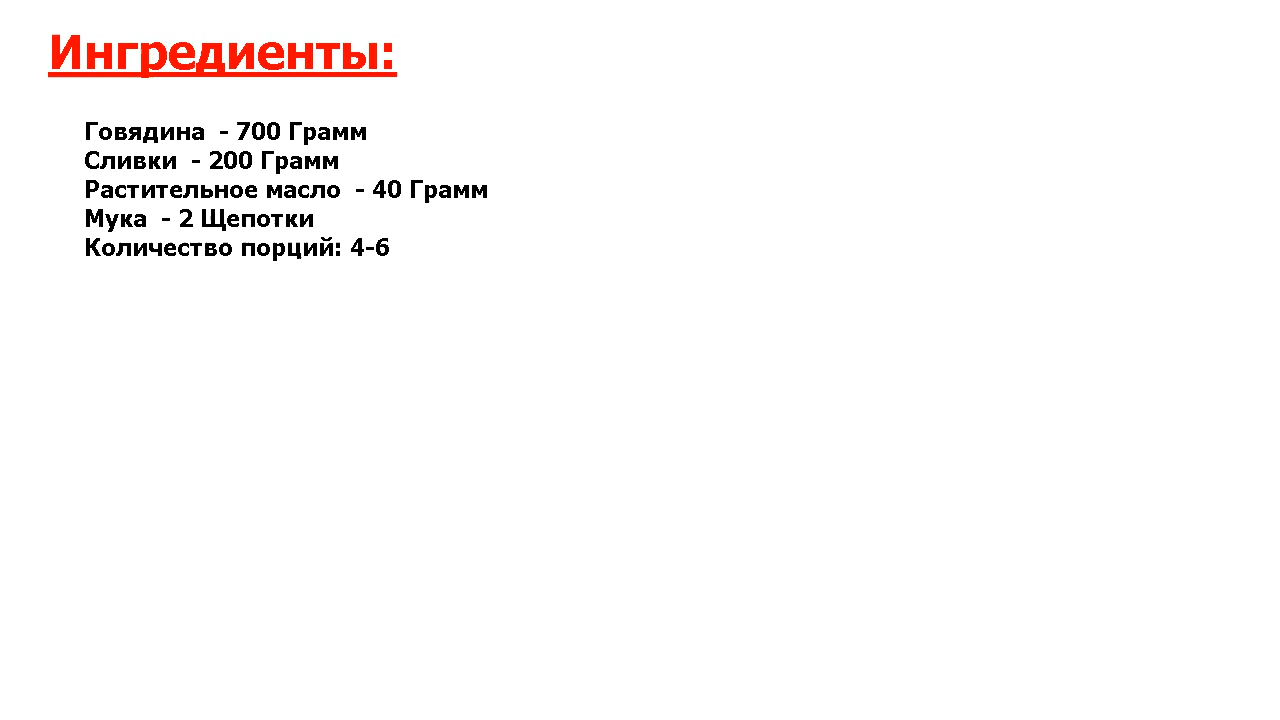 Ингредиенты:
Говядина  - 700 Грамм
Сливки  - 200 Грамм
Растительное масло  - 40 Грамм
Мука  - 2 Щепотки
Количество порций: 4-6